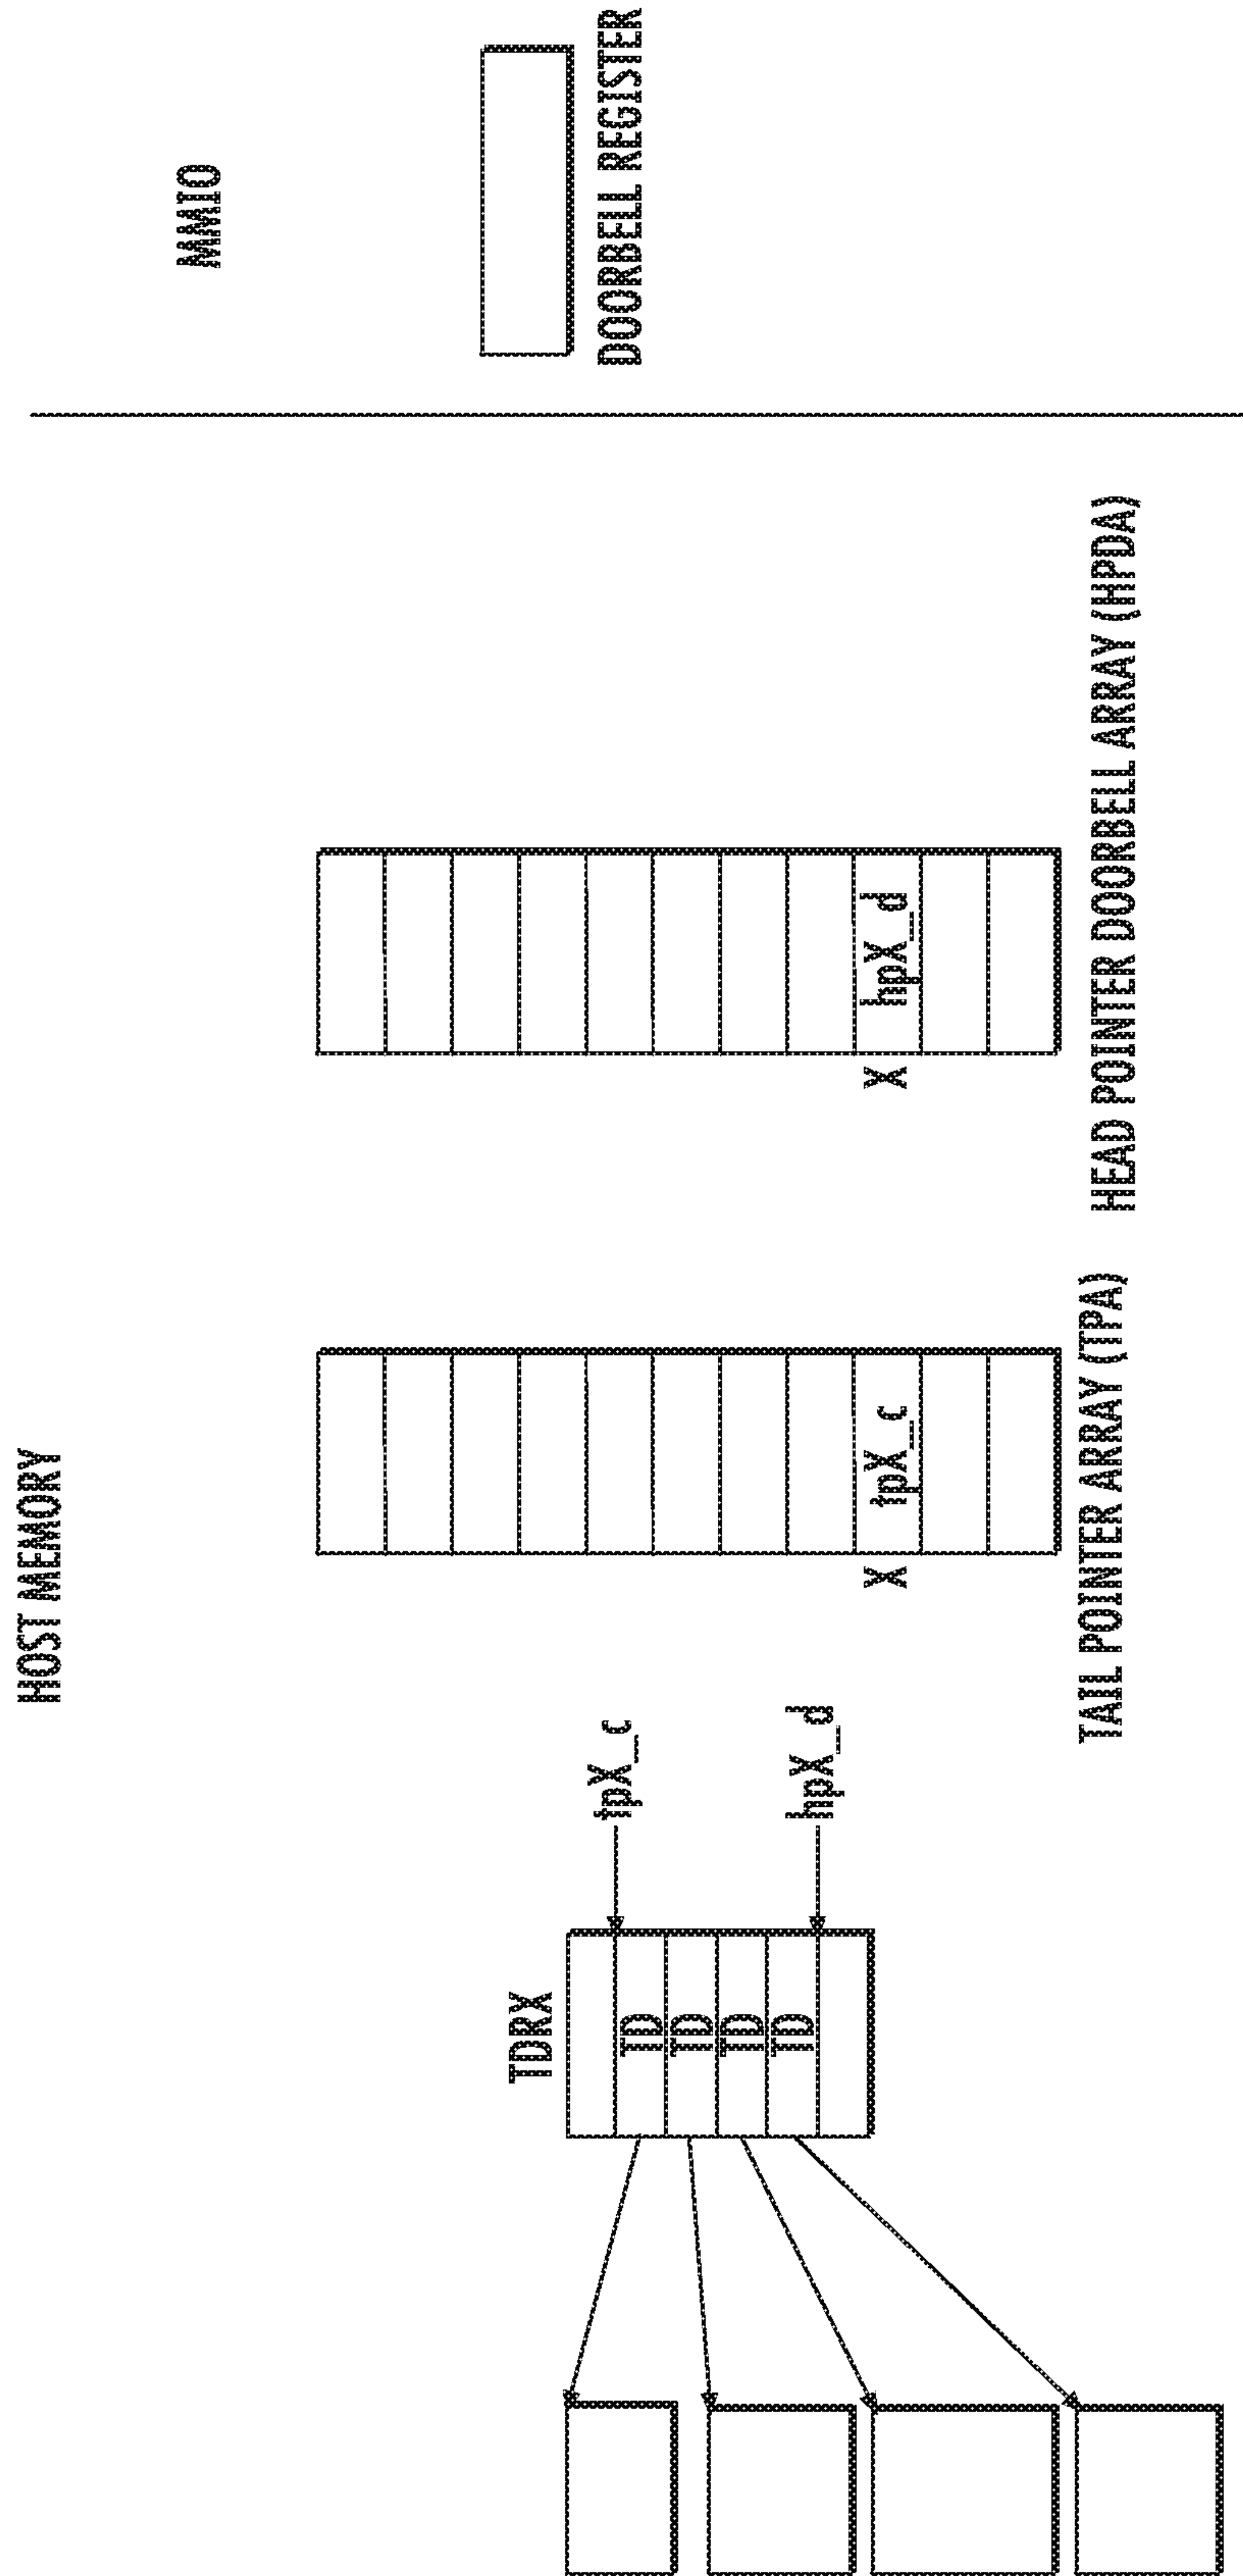 HOST MEMORY
MMIO
TDRX
TD
TD
TD
TD
tpX_c
hpX_d
X
tpX_c
X
hpX_d
DOORBELL REGISTER
TAIL POINTER ARRAY (TPA)
HEAD POINTER DOORBELL ARRAY (HPDA)